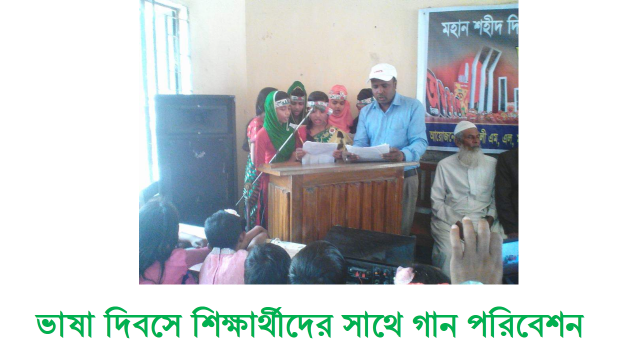 মহান শহীদ দি
ভাষা দিবসে শিক্ষার্থীদের সাথে গান পরিবেশন